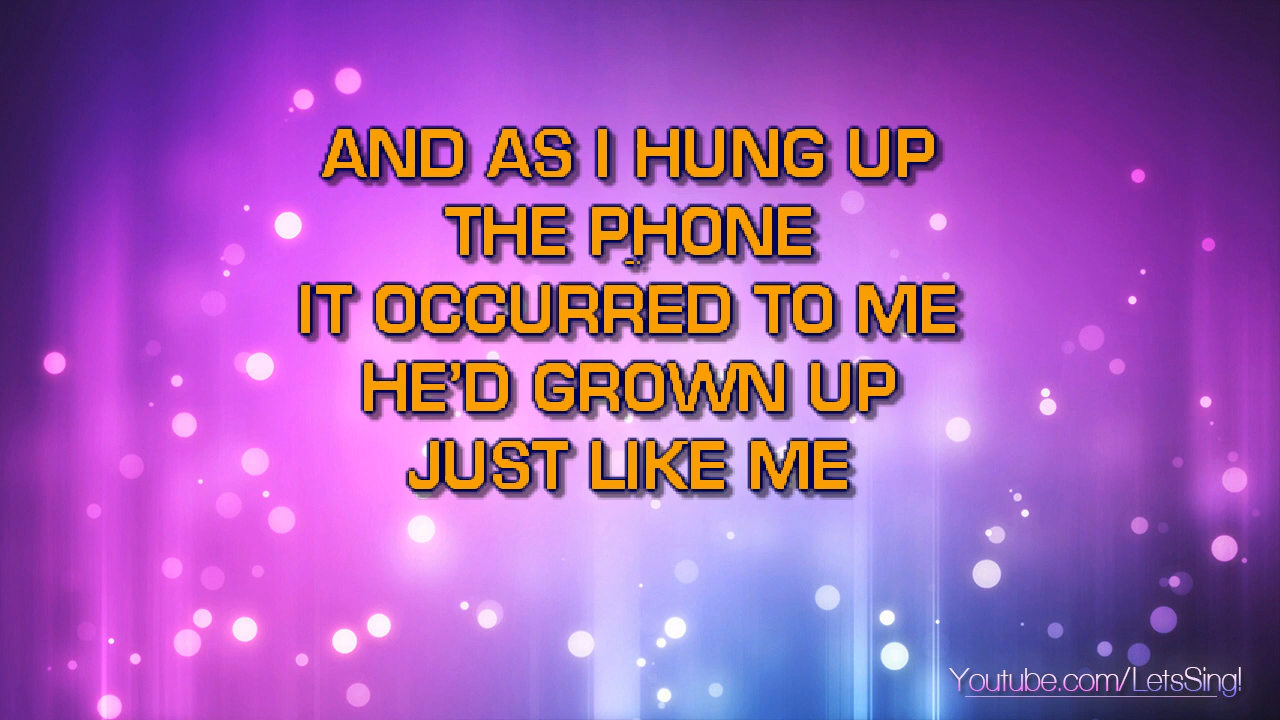 AND AS I HUNG UP
THE PHONE
IT OCCURRED TO ME
HE'D GROWN UP
JUST LIKE ME
Youtube.com/LetsSing!